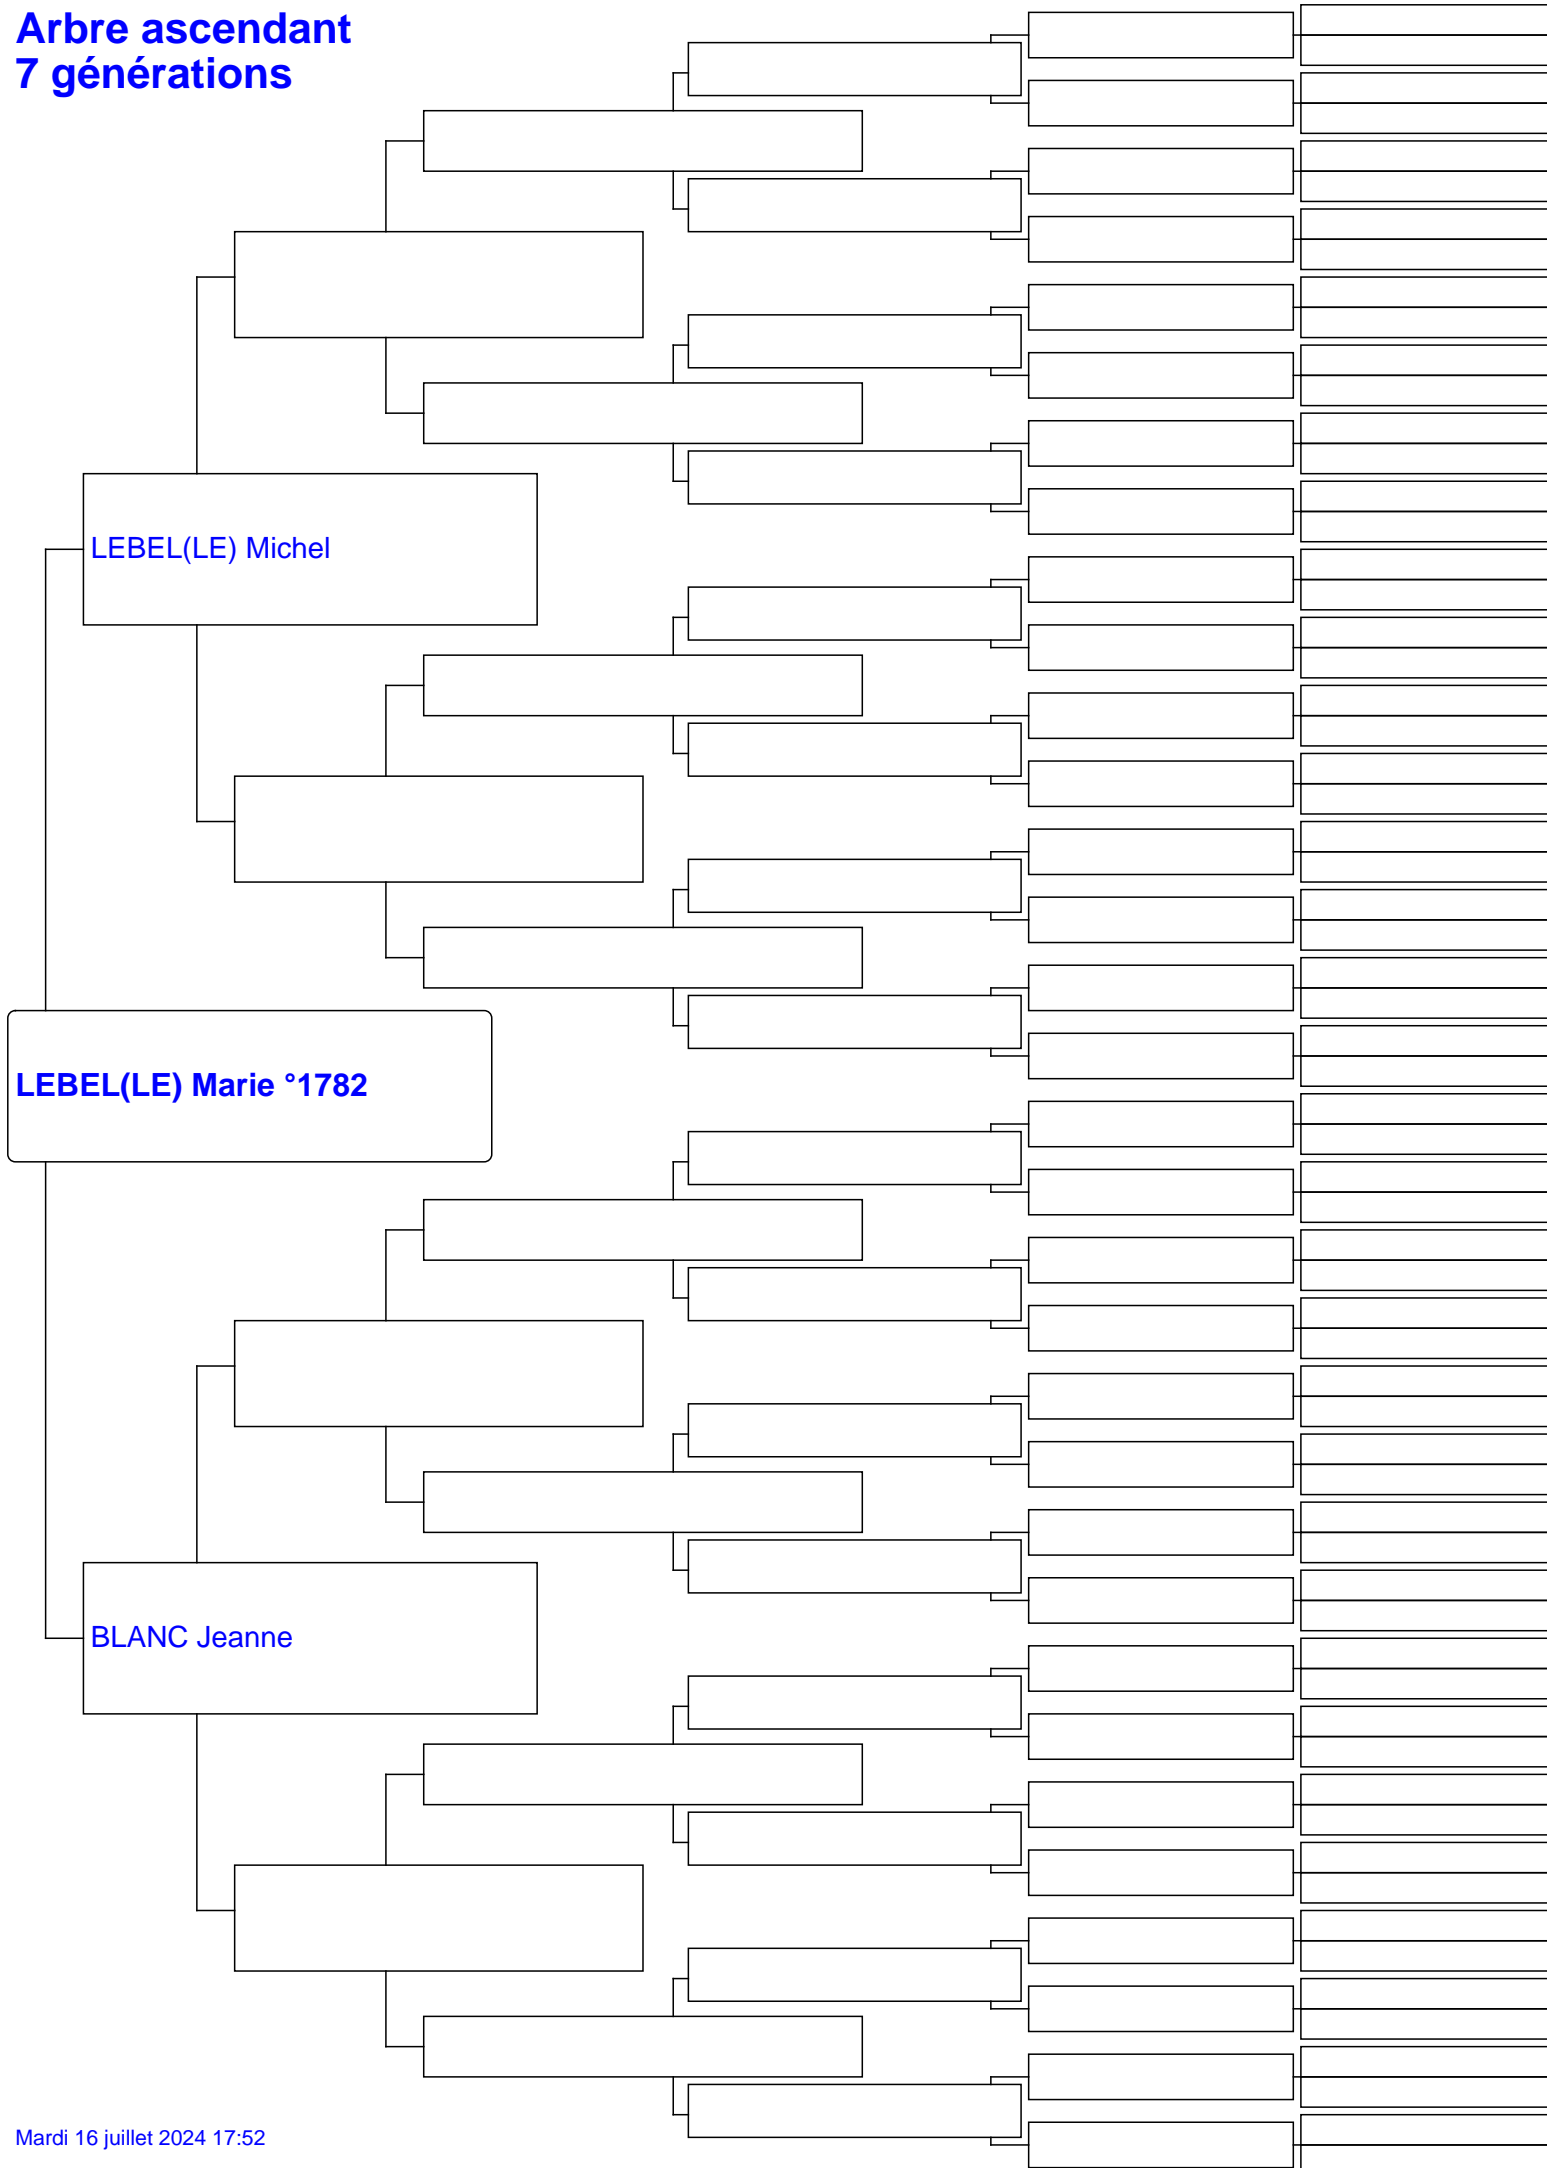 Arbre ascendant
7 générations
LEBEL(LE) Michel
LEBEL(LE) Marie °1782
BLANC Jeanne
Mardi 16 juillet 2024 17:52